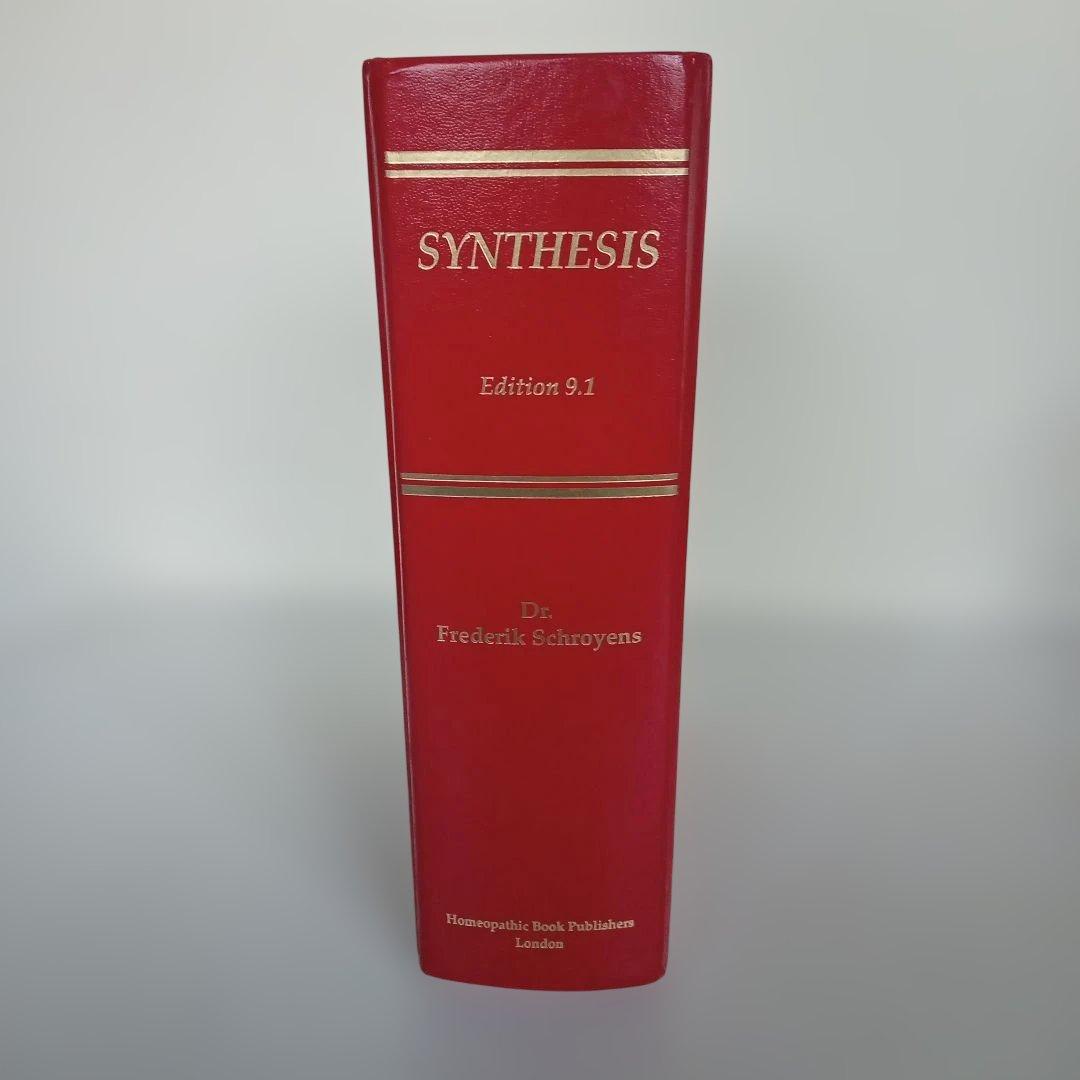 SYNTHESIS
Edition 9.1
Dr.
Frederik Schroyens
Homeopathic Book Publishers
London